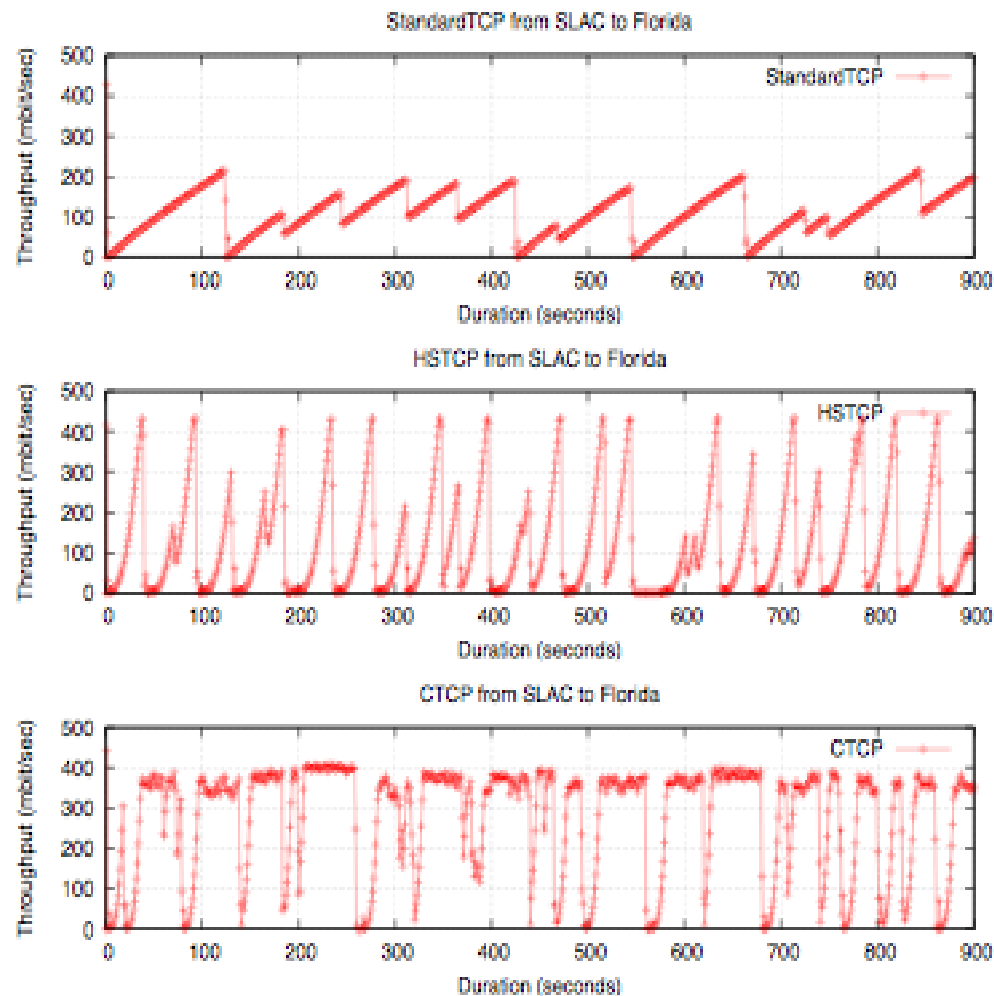 StandardTCP from SLAC to Florida
Throughput (mbit/sec)
500
400
300
200
100
0
StandardTCP
0 100 200 300 400 500 600 700 800 900
Duration (seconds)
HSTCP from SLAC to Florida
Throughput (mbit/sec)
500
400
300
200
100
0
HSTCP
0 100 200 300 400 500 600 700 800 900
Duration (seconds)
CTCP from SLAC to Florida
Throughput (mbit/sec)
500
400
300
200
100
0
CTCP
0 100 200 300 400 500 600 700 800 900
Duration (seconds)